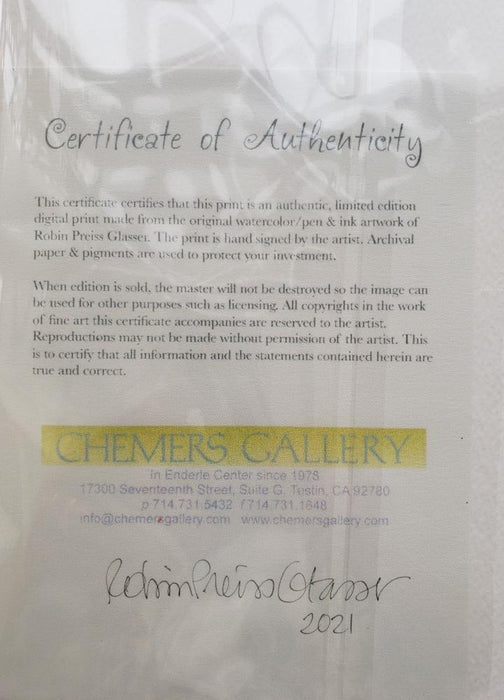 Certificate of Authenticity
This certificate certifies that this print is an authentic, limited edition
digital print made from the original watercolor/pen & ink artwork of
Robin Preiss Glasser. The print is hand signed by the artist. Archival
paper & pigments are used to protect your investment.
When edition is sold, the master will not be destroyed so the image can
be used for other purposes such as licensing. All copyrights in the work
of fine art this certificate accompanies are reserved to the artist.
Reproductions may not be made without permission of the artist. This
is to certify that all information and the statements contained herein are
true and correct.
CHEMERS GALLERY
in Enderle Center since 1978
17300 Seventeenth Street, Suite G, Tustin, CA 92780
p 714.731.5432 f 714.731.1848
info@chemersgallery.com www.chemersgallery.com
Robin Preiss Glasser
2021